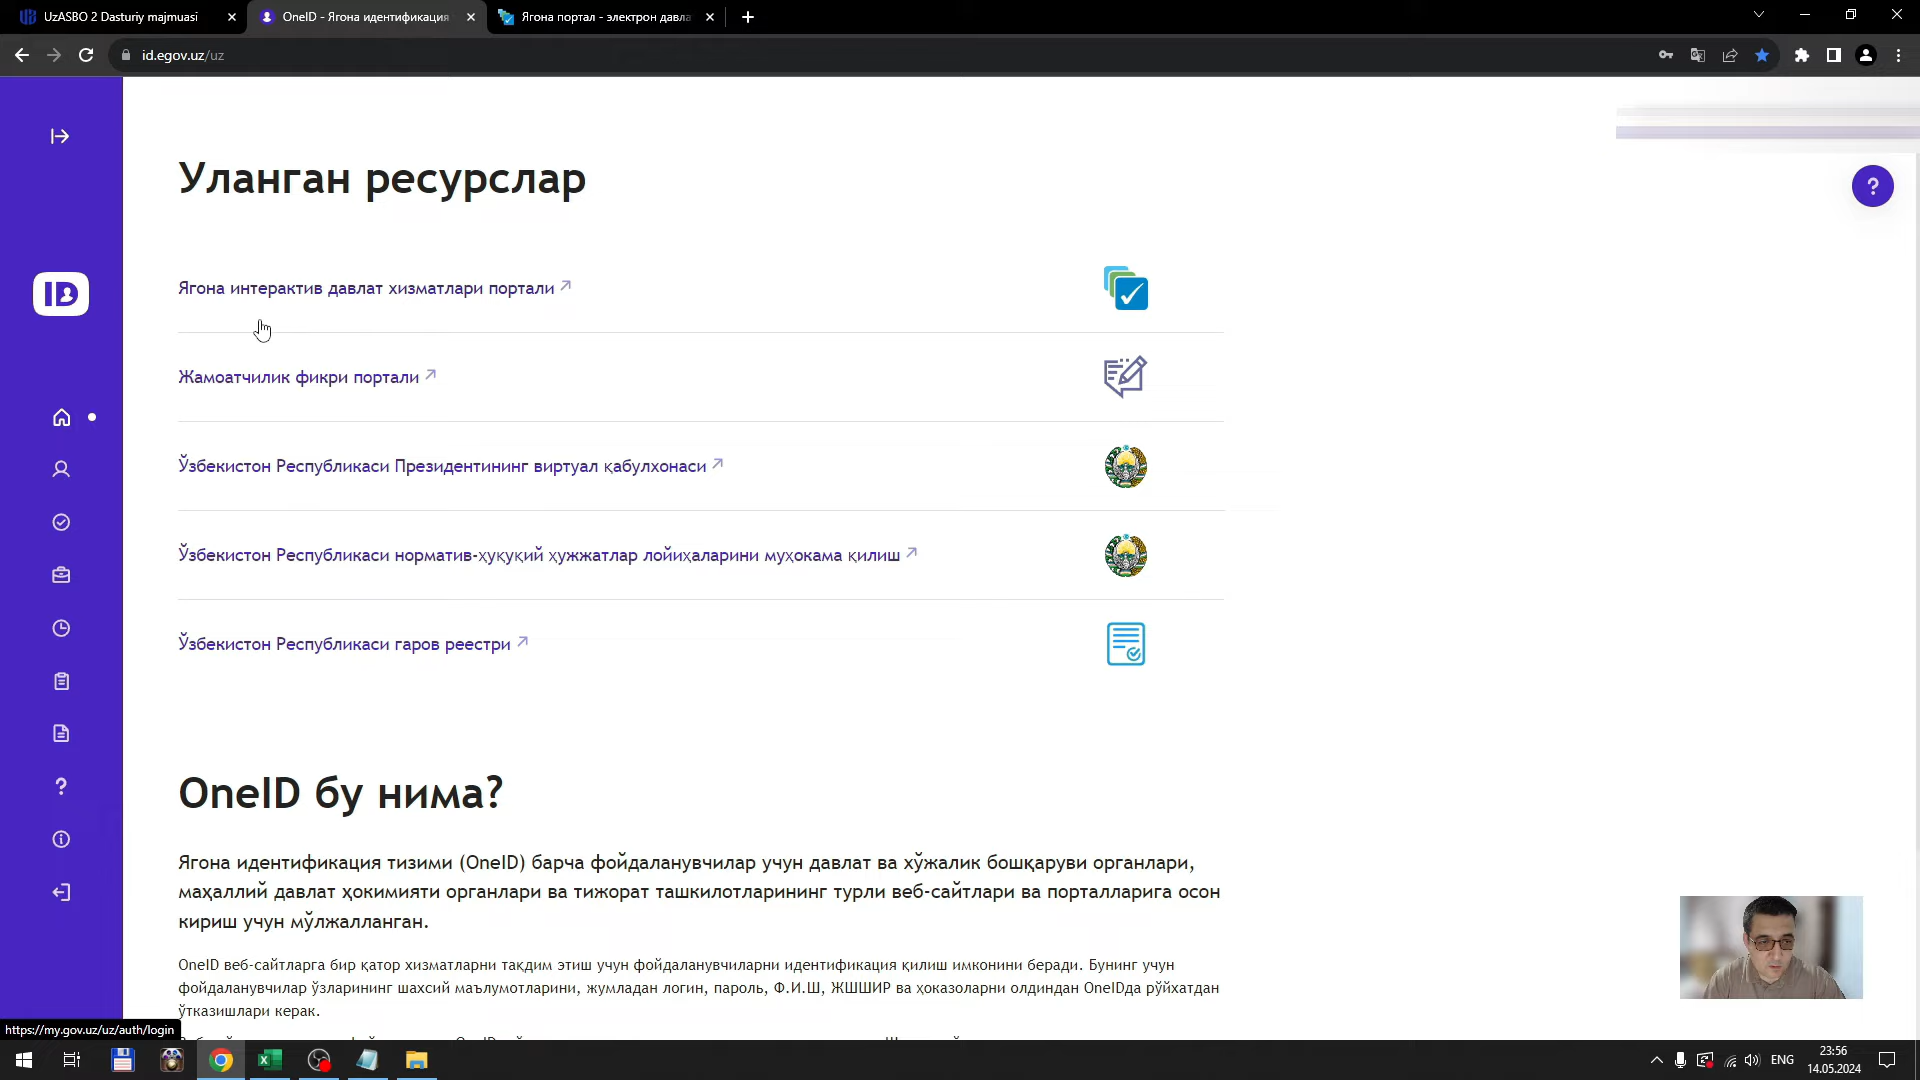 UzASBO 2 Dasturiy majmuasi
OneID - Ягона идентификация
Ягона портал - электрон давла
id.egov.uz/uz
ID
Уланган ресурслар
?
Ягона интерактив давлат хизматлари портали
Жамоатчилик фикри портали
Ўзбекистон Республикаси Президентининг виртуал қабулхонаси
Ўзбекистон Республикаси норматив-ҳуқуқий ҳужжатлар лойиҳаларини муҳокама қилиш
Ўзбекистон Республикаси гаров реестри
?
OneID бу нима?
Ягона идентификация тизими (OneID) барча фойдаланувчилар учун давлат ва хўжалик бошқаруви органлари,
маҳаллий давлат ҳокимияти органлари ва тижорат ташкилотларининг турли веб-сайтлари ва порталларига осон
кириш учун мўлжалланган.
OneID веб-сайтларга бир қатор хизматларни тақдим этиш учун фойдаланувчиларни идентификация қилиш имконини беради. Бунинг учун
фойдаланувчилар ўзларининг шахсий маълумотларини, жумладан логин, пароль, Ф.И.Ш, ЖШШИР ва ҳоказоларни олдиндан OneIDда рўйхатдан
ўтказишлари керак.
https://my.gov.uz/uz/auth/login
ENG
23:56
14.05.2024